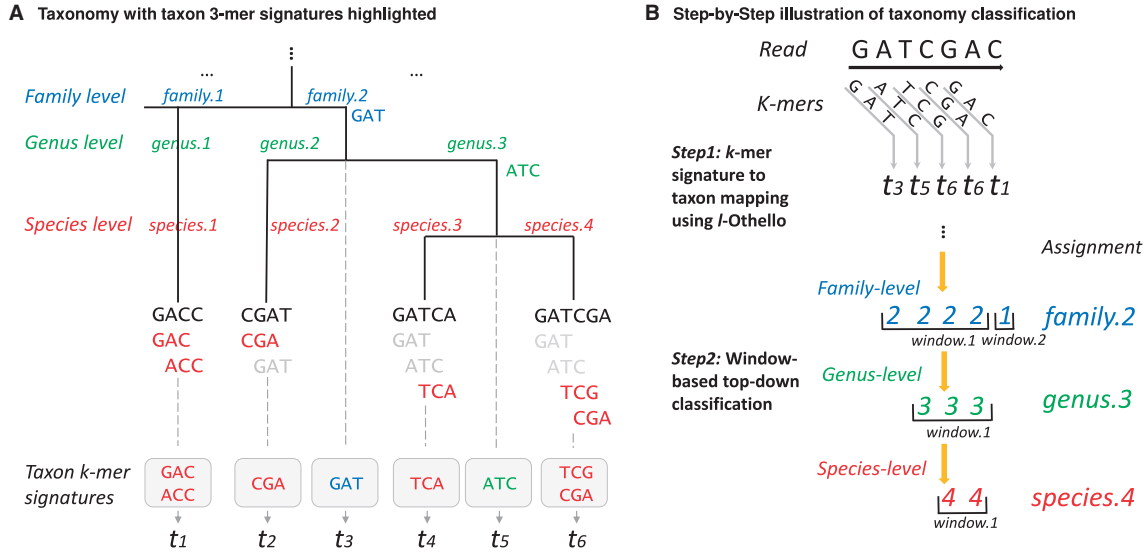 A Taxonomy with taxon 3-mer signatures highlighted
... ...
Family level family.1 family.2
GAT
Genus level genus.1 genus.2 genus.3
ATC
Species level species.1 species.2 species.3 species.4
GACC CGAT GATCA GATCGA
GAC CGA GAT GAT
ACC GAT ATC ATC
TCA TCG
CGA
Taxon k-mer
signatures
GAC
ACC
CGA
GAT
TCA
ATC
TCG
CGA
t1 t2 t3 t4 t5 t6
B Step-by-Step illustration of taxonomy classification
Read G A T C G A C
K-mers
G A T
A T C
T C G
C G A
G A C
Step1: k-mer
signature to
taxon mapping
using l-Othello
t3 t5 t6 t6 t1
Assignment
Family-level
2 2 2 2 1 family.2
window.1 window.2
Step2: Window-
based top-down
classification
Genus-level
3 3 3 genus.3
window.1
Species-level
4 4 species.4
window.1